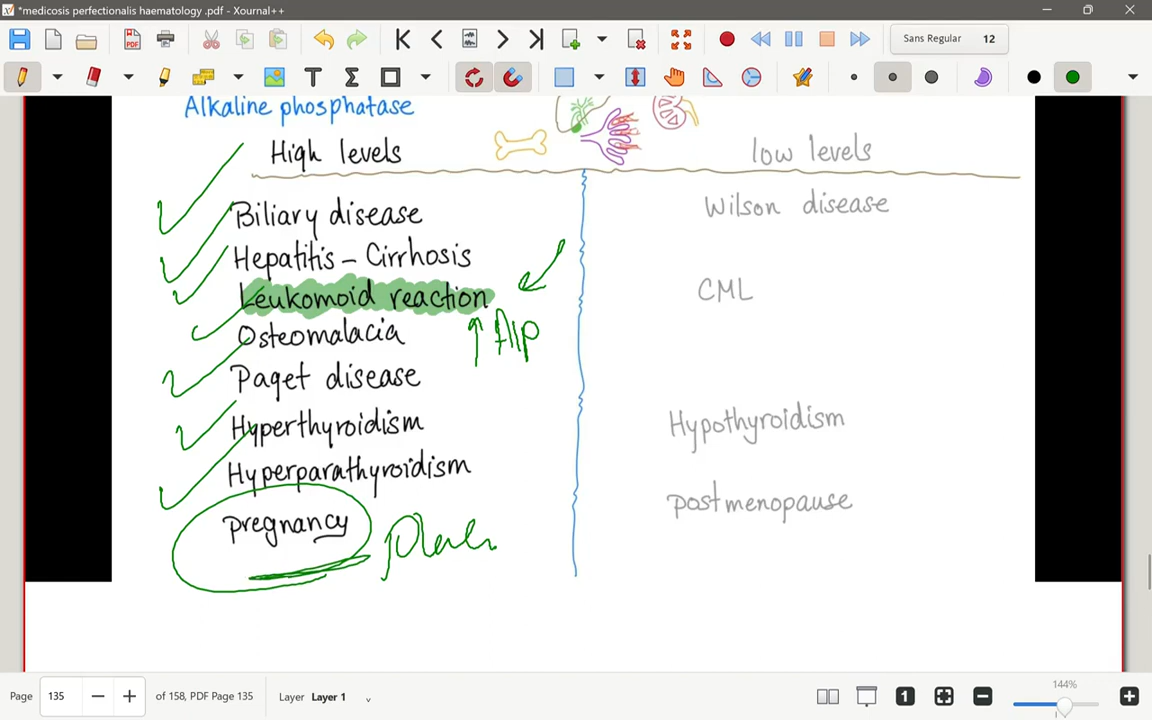 *medicosis perfectionalis haematology .pdf - Xournal++
Sans Regular 12
Alkaline phosphatase
High levels
low levels
Biliary disease
Wilson disease
Hepatitis - Cirrhosis
Leukomoid reaction
CML
↑ Alp
Osteomalacia
Paget disease
Hyperthyroidism
Hypothyroidism
Hyperparathyroidism
postmenopause
pregnancy
Page 135 of 158, PDF Page 135 Layer Layer 1
144%